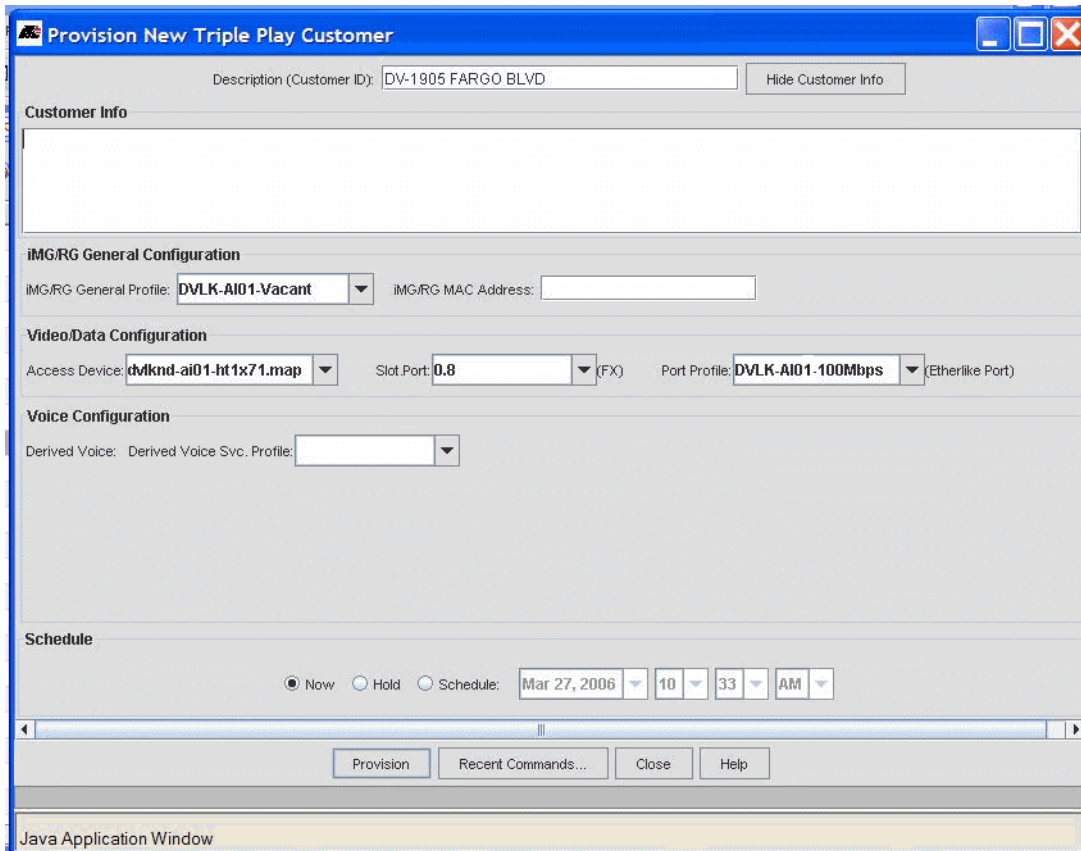 Provision New Triple Play Customer
Description (Customer ID): DV-1905 FARGO BLVD Hide Customer Info
Customer Info
iMG/RG General Configuration
iMG/RG General Profile: DVLK-AI01-Vacant iMG/RG MAC Address:
Video/Data Configuration
Access Device: dvlknd-ai01-ht1x71.map Slot.Port: 0.8 (FX) Port Profile: DVLK-AI01-100Mbps (Etherlike Port)
Voice Configuration
Derived Voice: Derived Voice Svc. Profile:
Schedule
Now Hold Schedule: Mar 27, 2006 10 33 AM
Provision Recent Commands... Close Help
Java Application Window